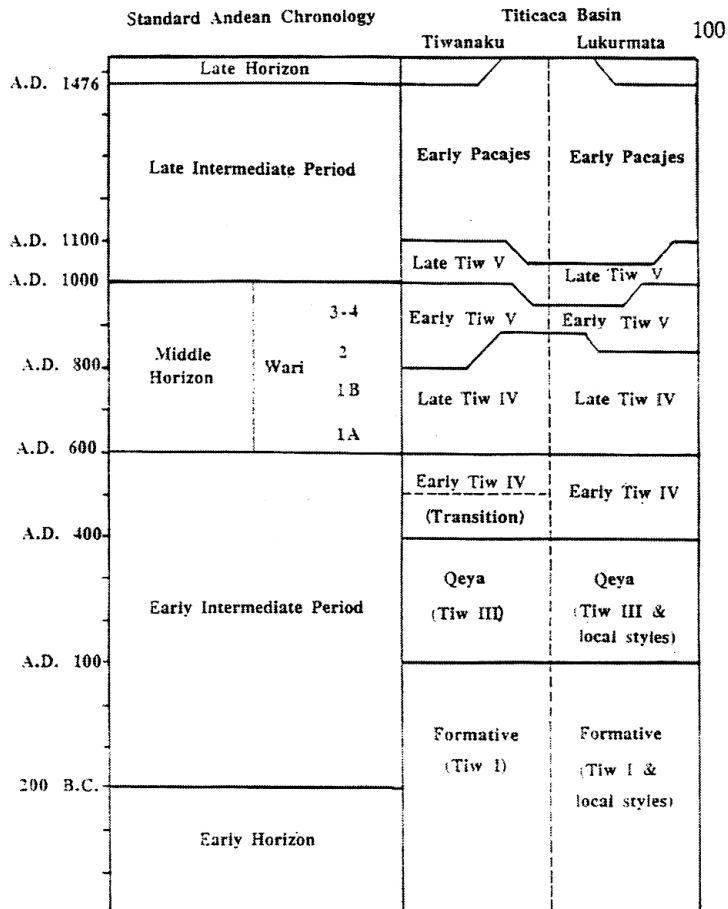 Standard Andean Chronology
Titicaca Basin
100
Tiwanaku
Lukurmata
Late Horizon
A.D. 1476
Late Intermediate Period
Early Pacajes
Early Pacajes
A.D. 1100
Late Tiw V
Late Tiw V
A.D. 1000
3-4
Early Tiw V
Early Tiw V
Middle
Horizon
Wari
2
A.D. 800
1B
Late Tiw IV
Late Tiw IV
1A
A.D. 600
Early Tiw IV
Early Tiw IV
(Transition)
A.D. 400
Qeya
(Tiw III)
Qeya
(Tiw III &
local styles)
Early Intermediate Period
A.D. 100
Formative
(Tiw I)
Formative
(Tiw I &
local styles)
200 B.C.
Early Horizon